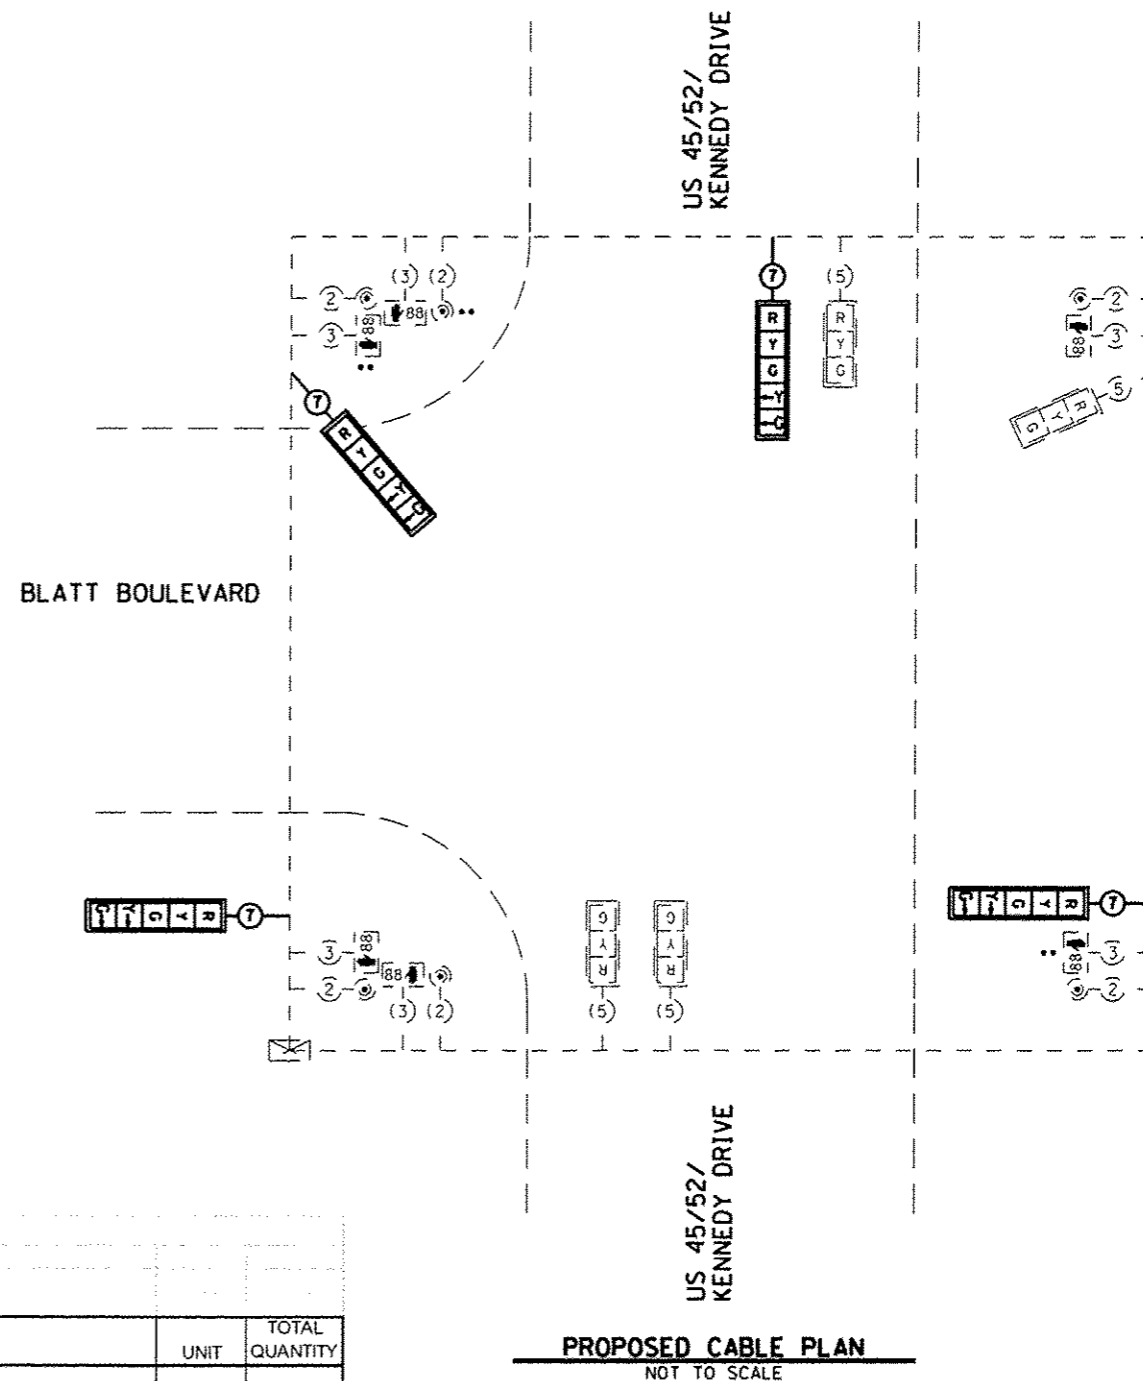 US 45/52/
KENNEDY DRIVE
(3) (2)
2
88
3
88
7
R
Y
G
Y
G
(5)
R
Y
G
2
3
88
5
R
Y
G
7
R
Y
G
Y
G
BLATT BOULEVARD
G Y G Y R
7
3
88
2
88
(3) (2)
G
Y
R
(5)
G
Y
R
(5)
G Y G Y R
7
3
88
2
US 45/52/
KENNEDY DRIVE
UNIT
TOTAL
QUANTITY
PROPOSED CABLE PLAN
NOT TO SCALE